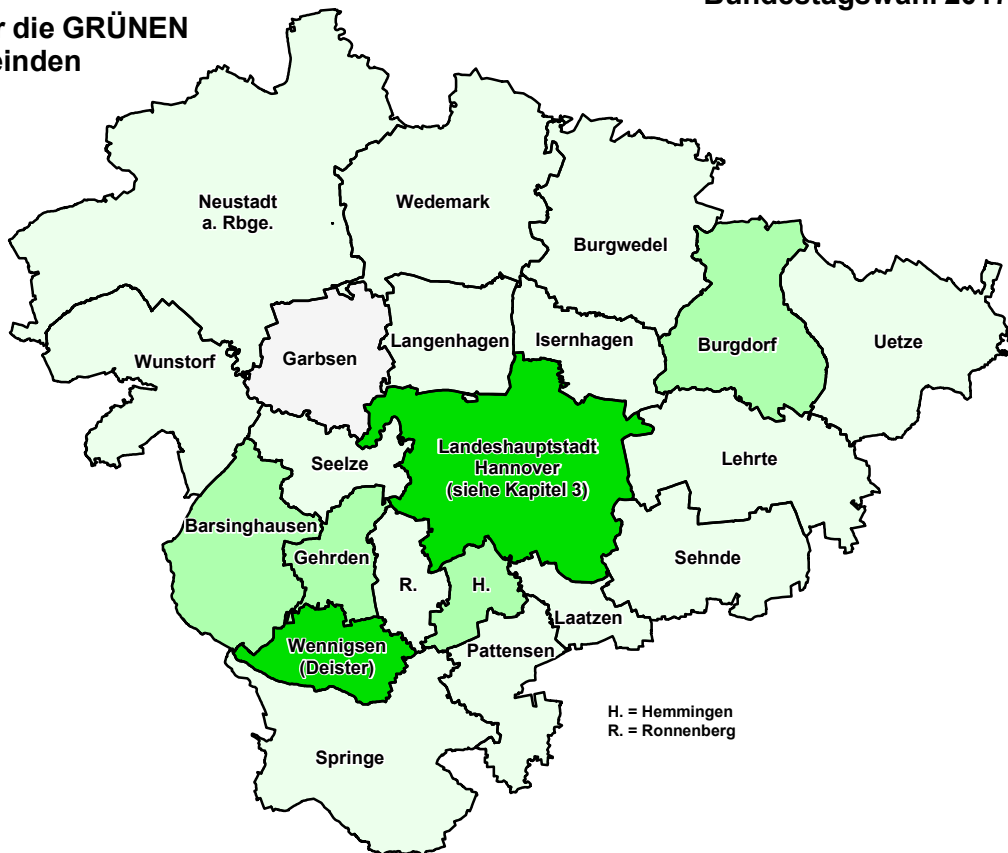 r die GRÜNEN
einden
Neustadt
a. Rbge.
Wedemark
Burgwedel
Wunstorf
Garbsen
Langenhagen
Isernhagen
Burgdorf
Uetze
Seelze
Landeshauptstadt
Hannover
(siehe Kapitel 3)
Lehrte
Barsinghausen
Gehrden
R.
H.
Sehnde
Laatzen
Wennigsen
(Deister)
Pattensen
Springe
H. = Hemmingen
R. = Ronnenberg